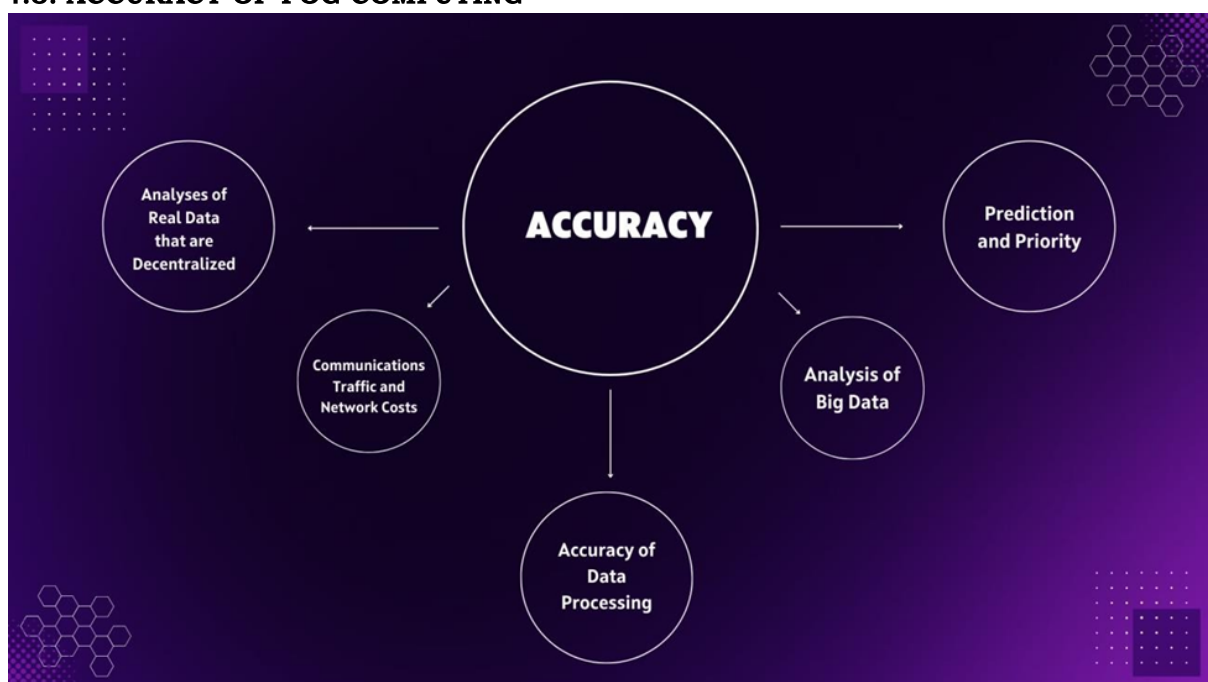 ACCURACY
Analyses of
Real Data
that are
Decentralized
Prediction
and Priority
Communications
Traffic and
Network Costs
Analysis of
Big Data
Accuracy of
Data
Processing